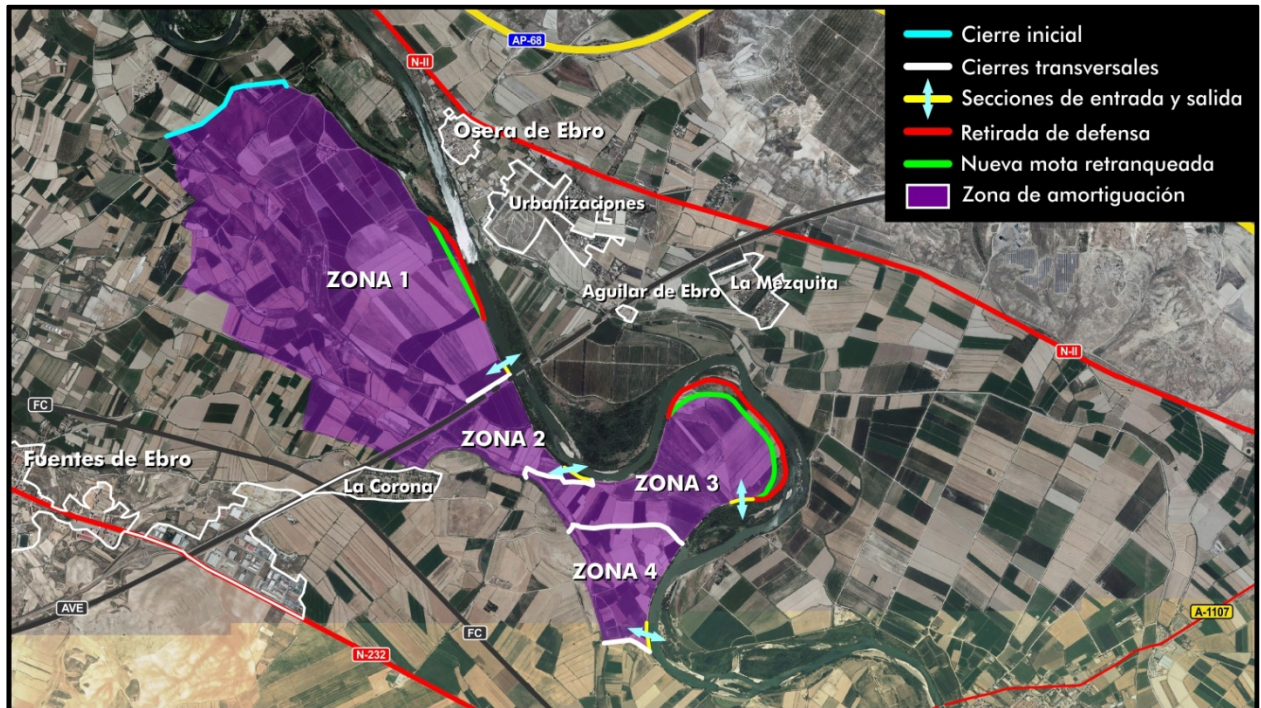 Cierre inicial
Cierres transversales
Secciones de entrada y salida
Retirada de defensa
Nueva mota retranqueada
Zona de amortiguación
AP-68
N-II
Osera de Ebro
Urbanizaciones
ZONA 1
Aguilar de Ebro
La Mezquita
N-II
FC
ZONA 2
Fuentes de Ebro
La Corona
ZONA 3
ZONA 4
AVE
FC
A-1107
N-232